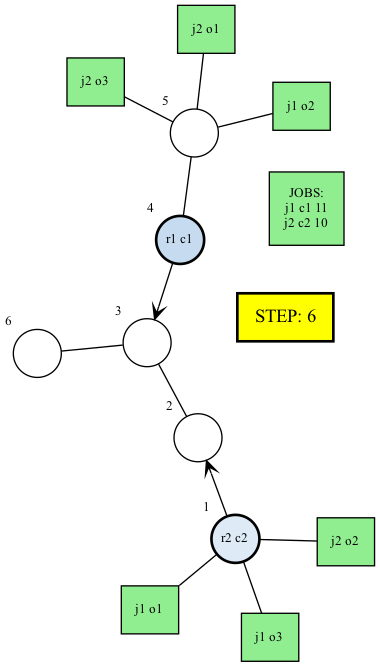 j2 o1
j2 o3
5
j1 o2
JOBS:
j1 c1 11
j2 c2 10
4
r1 c1
STEP: 6
3
6
2
1
r2 c2
j2 o2
j1 o1
j1 o3